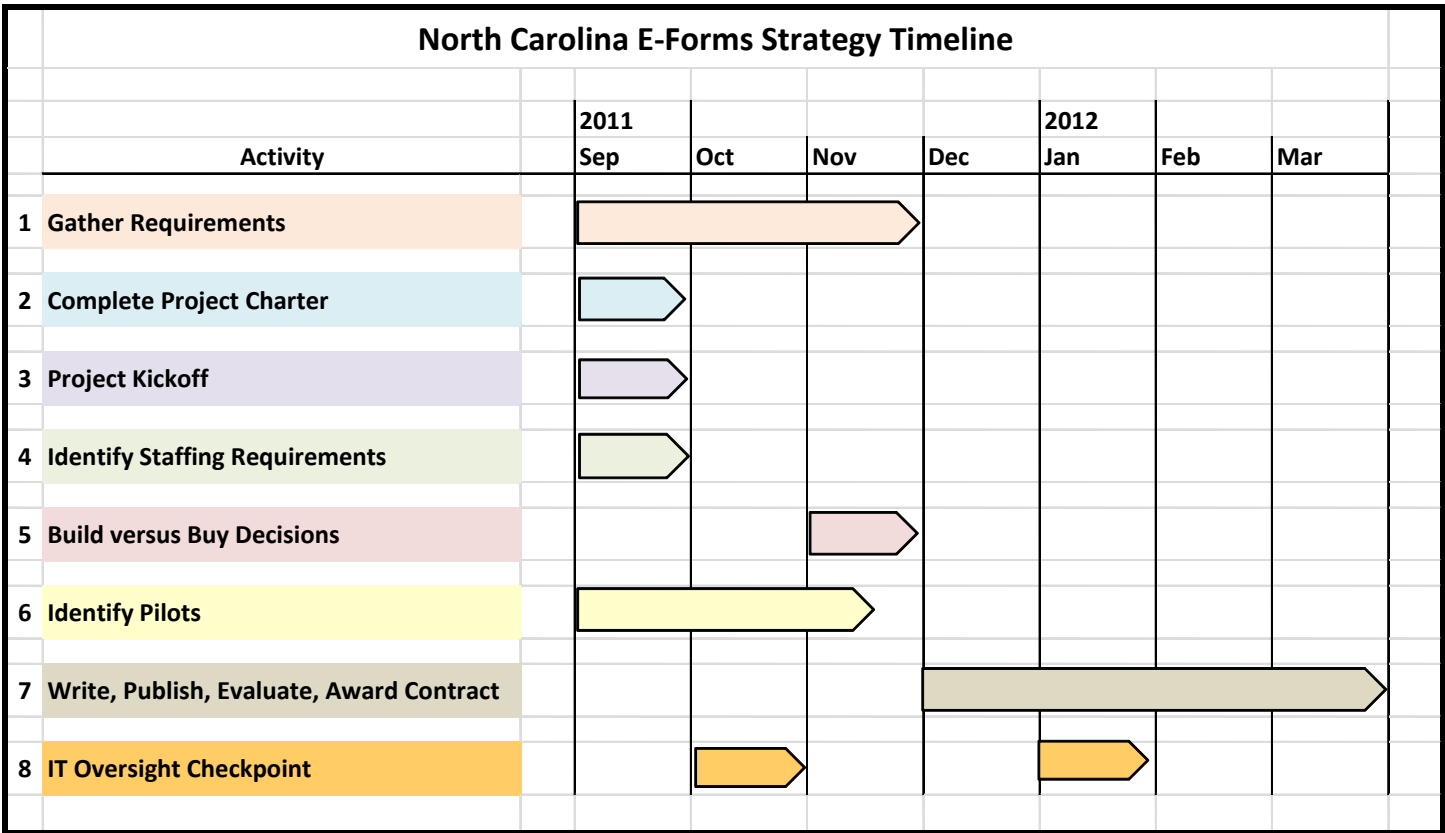 North Carolina E-Forms Strategy Timeline
2011 2012
Activity Sep Oct Nov Dec Jan Feb Mar
1 Gather Requirements
2 Complete Project Charter
3 Project Kickoff
4 Identify Staffing Requirements
5 Build versus Buy Decisions
6 Identify Pilots
7 Write, Publish, Evaluate, Award Contract
8 IT Oversight Checkpoint